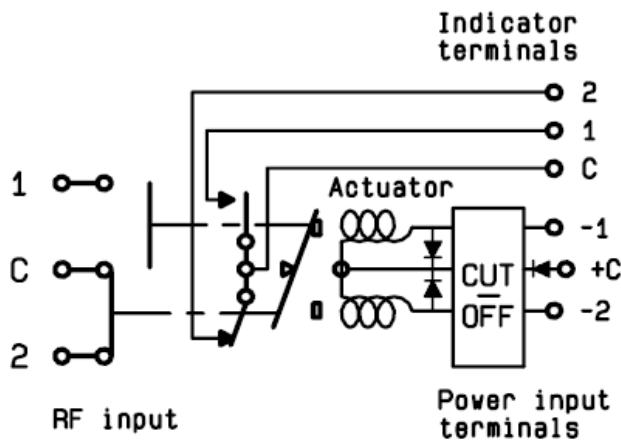 Indicator
terminals
2
1
C
Actuator
1
C
2
-1
+C
-2
CUT
OFF
RF input
Power input
terminals